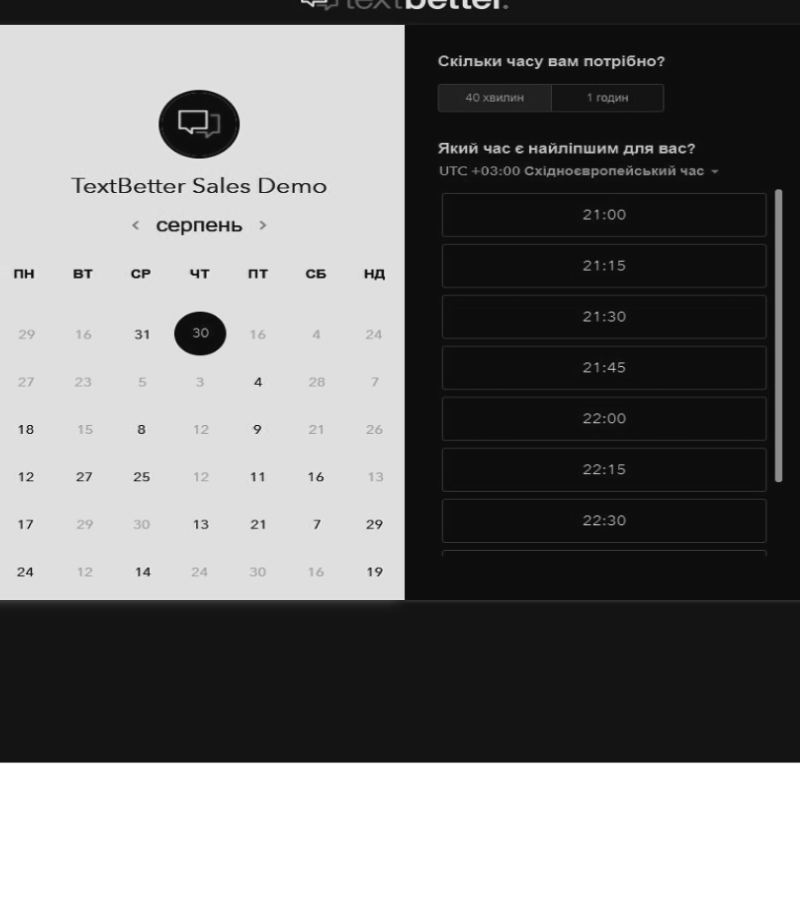 textbetter.
TextBetter Sales Demo
< серпень >
ПН ВТ СР ЧТ ПТ СБ НД
29 16 31 30 16 4 24
27 23 5 3 4 28 7
18 15 8 12 9 21 26
12 27 25 12 11 16 13
17 29 30 13 21 7 29
24 12 14 24 30 16 19
Скільки часу вам потрібно?
40 хвилин 1 годин
Який час є найліпшим для вас?
UTC +03:00 Східноєвропейський час
21:00
21:15
21:30
21:45
22:00
22:15
22:30